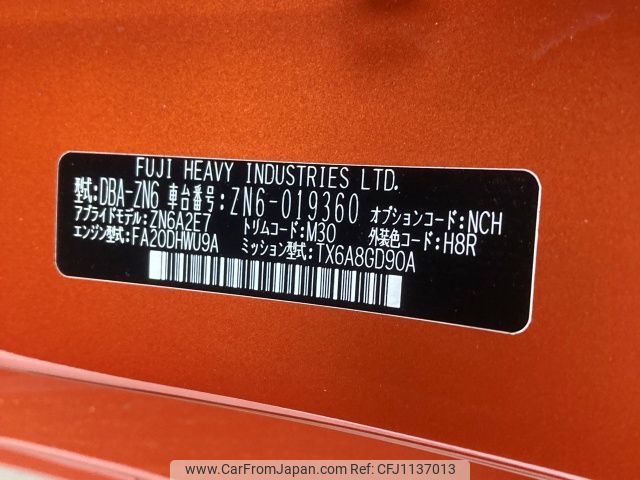 FUJI HEAVY INDUSTRIES LTD.
型式:DBA-ZN6 車台番号:ZN6-019360 オプションコード:NCH
アプライドモデル:ZN6A2E7 トリムコード:M30 外装色コード:H8R
エンジン型式:FA20DHWU9A ミッション型式:TX6A8GD90A
www.CarFromJapan.com | Car From Japan | CFJ1137013